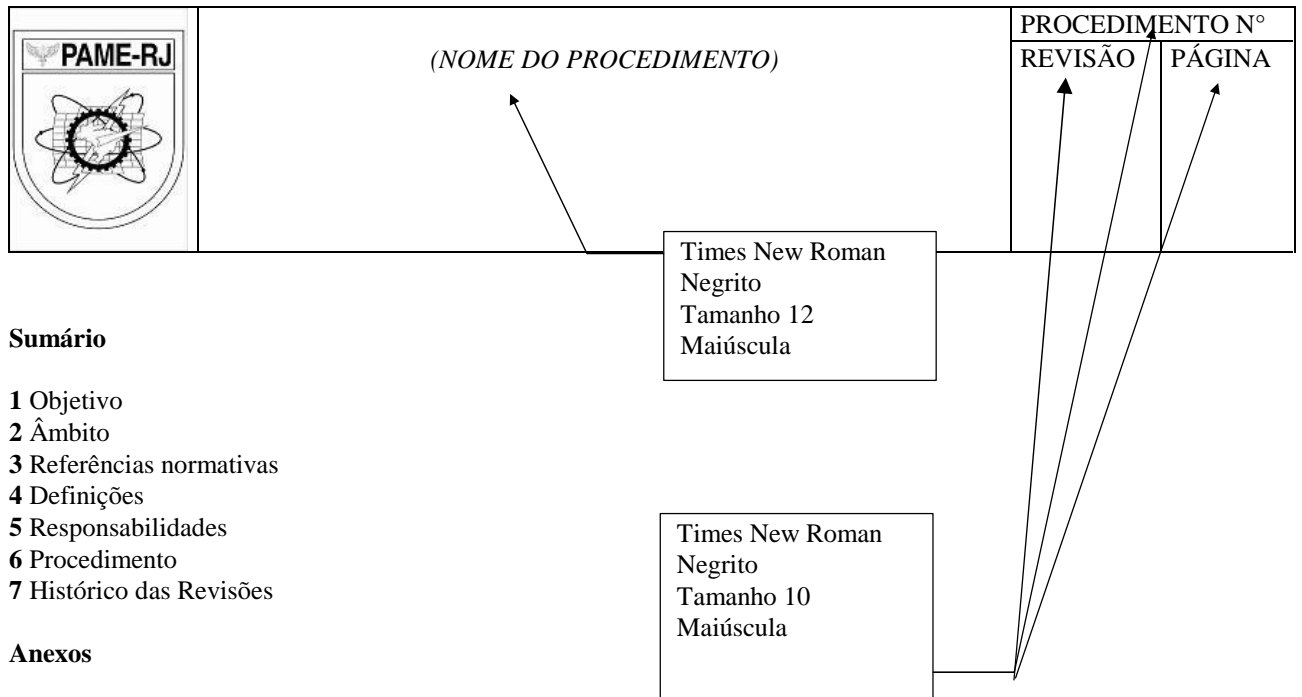 PAME-RJ
(NOME DO PROCEDIMENTO)
PROCEDIMENTO N°
REVISÃO
PÁGINA
Times New Roman
Negrito
Tamanho 12
Maiúscula
Sumário
1 Objetivo
2 Âmbito
3 Referências normativas
4 Definições
5 Responsabilidades
6 Procedimento
7 Histórico das Revisões
Times New Roman
Negrito
Tamanho 10
Maiúscula
Anexos